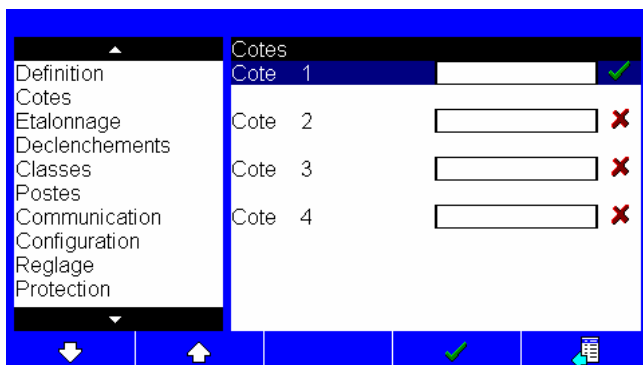 Definition
Cotes
Etalonnage
Declenchements
Classes
Postes
Communication
Configuration
Reglage
Protection
Cotes
Cote 1
Cote 2
Cote 3
Cote 4